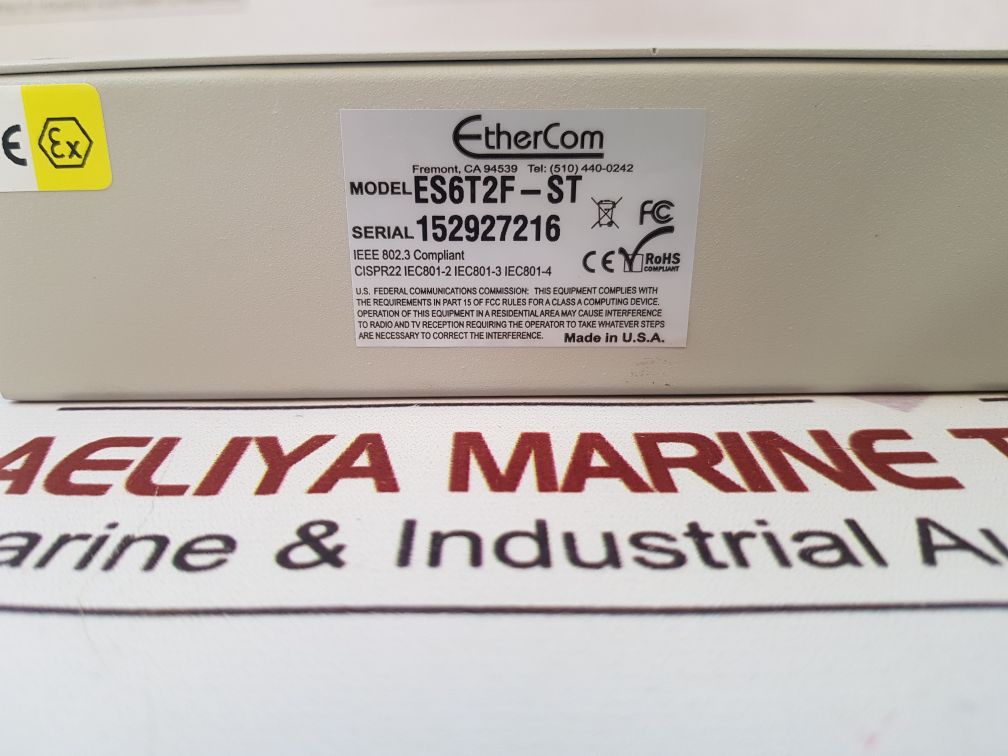 CE Ex
EtherCom
Fremont, CA 94539 Tel: (510) 440-0242
MODEL ES6T2F-ST
SERIAL 152927216
FC
IEEE 802.3 Compliant
CISPR22 IEC801-2 IEC801-3 IEC801-4
CE RoHS
COMPLIANT
U.S. FEDERAL COMMUNICATIONS COMMISSION: THIS EQUIPMENT COMPLIES WITH
THE REQUIREMENTS IN PART 15 OF FCC RULES FOR A CLASS A COMPUTING DEVICE.
OPERATION OF THIS EQUIPMENT IN A RESIDENTIAL AREA MAY CAUSE INTERFERENCE
TO RADIO AND TV RECEPTION REQUIRING THE OPERATOR TO TAKE WHATEVER STEPS
ARE NECESSARY TO CORRECT THE INTERFERENCE. Made in U.S.A.
AELIYA MARINE T
arine & Industrial Au